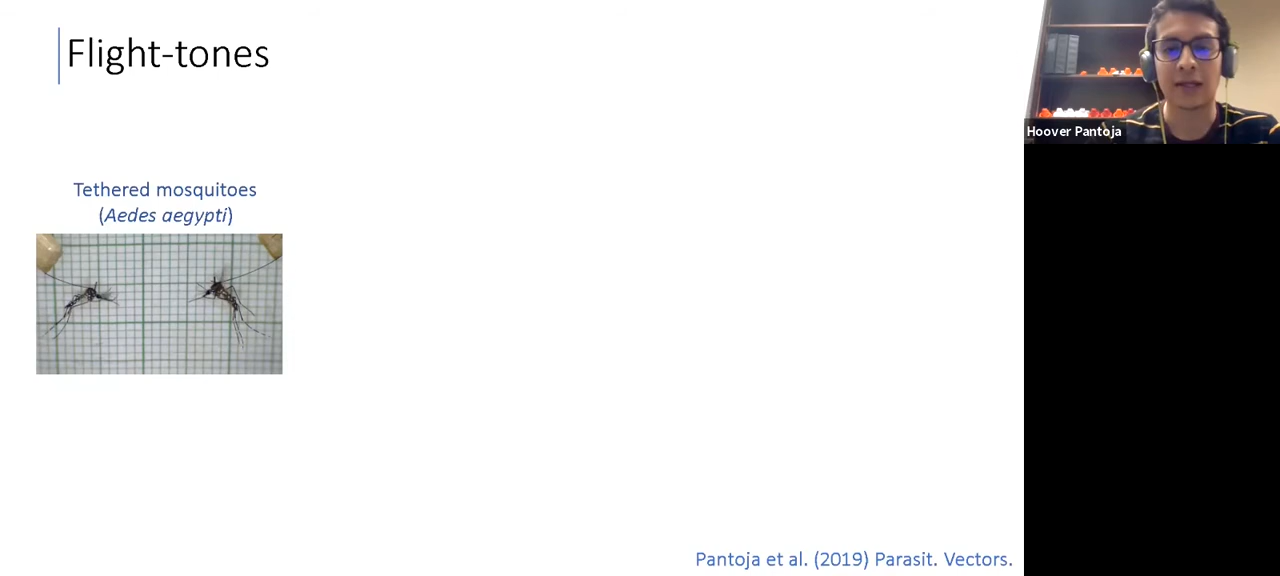 Flight-tones
Hoover Pantoja
Tethered mosquitoes
(Aedes aegypti)
Pantoja et al. (2019) Parasit. Vectors.